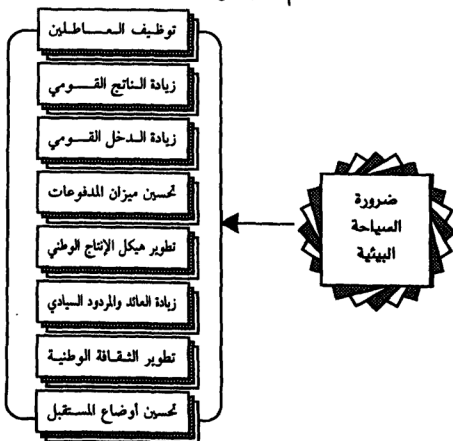 توظيف العاطلين
زيادة الناتج القومي
زيادة الدخل القومي
تحسين ميزان المدفوعات
تطوير هيكل الإنتاج الوطني
زيادة العائد والمردود السيادي
تطوير الثقافة الوطنية
تحسين أوضاع المستقبل
ضرورة
السياحة
البيئية